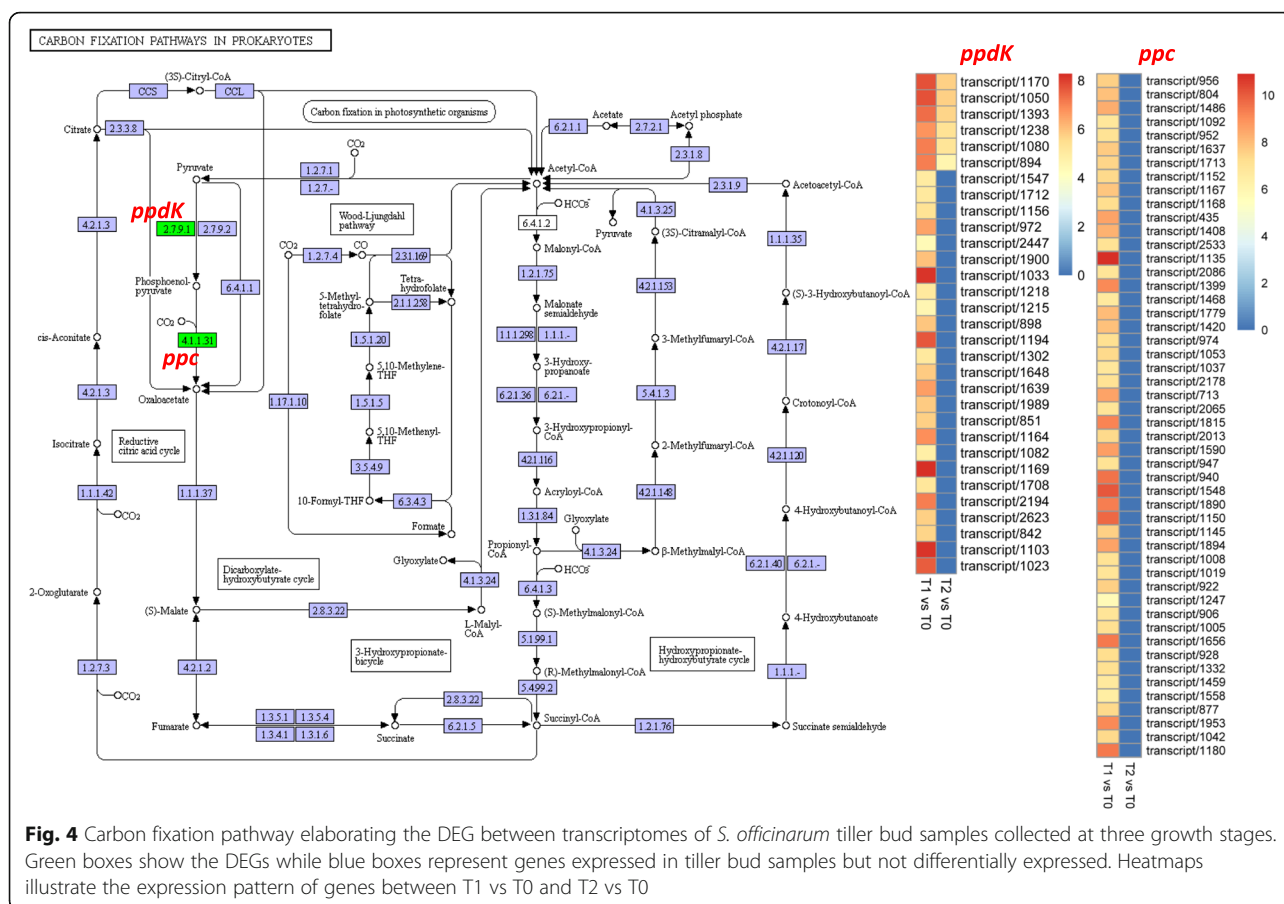 CARBON FIXATION PATHWAYS IN PROKARYOTES
(3S)-Citryl-CoA
CCS
CCL
Carbon fixation in photosynthetic organisms
Citrate
2.3.3.8
Acetate
Acetyl phosphate
6.2.1.1
2.7.2.1
2.3.1.8
CO2
Pyruvate
1.2.7.1
1.2.7.-
Acetyl-CoA
2.3.1.9
Acetoacetyl-CoA
ppdK
4.2.1.3
2.7.9.1
2.7.9.2
Wood-Ljungdahl
pathway
HCO3-
6.4.1.2
Pyruvate
4.1.3.25
(3S)-Citramalyl-CoA
1.1.1.35
CO2
1.2.7.4
CO
2.3.1.169
Malonyl-CoA
Phosphoenol-
pyruvate
6.4.1.1
Tetra-
hydrofolate
1.2.1.75
4.2.1.153
(S)-3-Hydroxybutanoyl-CoA
5-Methyl-
tetrahydro-
folate
2.1.1.258
Malonate
semialdehyde
CO2
4.1.1.31
ppc
cis-Aconitate
1.5.1.20
1.1.1.298
1.1.1.-
3-Methylfumaryl-CoA
4.2.1.17
5,10-Methylene-
THF
3-Hydroxy-
propanoate
Oxaloacetate
4.2.1.3
1.17.1.10
1.5.1.5
6.2.1.36
6.2.1.-
5.4.1.3
Crotonoyl-CoA
5,10-Methenyl-
THF
3-Hydroxypropionyl-
CoA
Isocitrate
Reductive
citric acid cycle
3.5.4.9
4.2.1.116
2-Methylfumaryl-CoA
4.2.1.120
1.1.1.42
1.1.1.37
10-Formyl-THF
6.3.4.3
Acryloyl-CoA
4.2.1.148
CO2
1.3.1.84
Glyoxylate
4-Hydroxybutanoyl-CoA
Formate
Propionyl-
CoA
4.1.3.24
β-Methylmalyl-CoA
6.2.1.40
6.2.1.-
Dicarboxylate-
hydroxybutyrate cycle
Glyoxylate
4.1.3.24
HCO3-
2-Oxoglutarate
6.4.1.3
(S)-Malate
2.8.3.22
L-Malyl-
CoA
(S)-Methylmalonyl-CoA
4-Hydroxybutanoate
1.2.7.3
4.2.1.2
3-Hydroxypropionate-
bicycle
5.1.99.1
Hydroxypropionate-
hydroxybutyrate cycle
(R)-Methylmalonyl-CoA
1.1.1.-
CO2
5.4.99.2
2.8.3.22
Fumarate
1.3.5.1
1.3.5.4
1.3.4.1
1.3.1.6
Succinate
6.2.1.5
Succinyl-CoA
1.2.1.76
Succinate semialdehyde
ppdK
transcript/1170
transcript/1050
transcript/1393
transcript/1238
transcript/1080
transcript/894
transcript/1547
transcript/1712
transcript/1156
transcript/972
transcript/2447
transcript/1900
transcript/1033
transcript/1218
transcript/1215
transcript/898
transcript/1194
transcript/1302
transcript/1648
transcript/1639
transcript/1989
transcript/851
transcript/1164
transcript/1082
transcript/1169
transcript/1708
transcript/2194
transcript/2623
transcript/842
transcript/1103
transcript/1023
T1 vs T0
T2 vs T0
8
6
4
2
0
ppc
transcript/956
transcript/804
transcript/1486
transcript/1092
transcript/952
transcript/1637
transcript/1713
transcript/1152
transcript/1167
transcript/1168
transcript/435
transcript/1408
transcript/2533
transcript/1135
transcript/2086
transcript/1399
transcript/1468
transcript/1779
transcript/1420
transcript/974
transcript/1053
transcript/1037
transcript/2178
transcript/713
transcript/2065
transcript/1815
transcript/2013
transcript/1590
transcript/947
transcript/940
transcript/1548
transcript/1890
transcript/1150
transcript/1145
transcript/1894
transcript/1008
transcript/1019
transcript/922
transcript/1247
transcript/906
transcript/1005
transcript/1656
transcript/928
transcript/1332
transcript/1459
transcript/1558
transcript/877
transcript/1953
transcript/1042
transcript/1180
T1 vs T0
T2 vs T0
10
8
6
4
2
0
Fig. 4 Carbon fixation pathway elaborating the DEG between transcriptomes of S. officinarum tiller bud samples collected at three growth stages.
Green boxes show the DEGs while blue boxes represent genes expressed in tiller bud samples but not differentially expressed. Heatmaps
illustrate the expression pattern of genes between T1 vs T0 and T2 vs T0